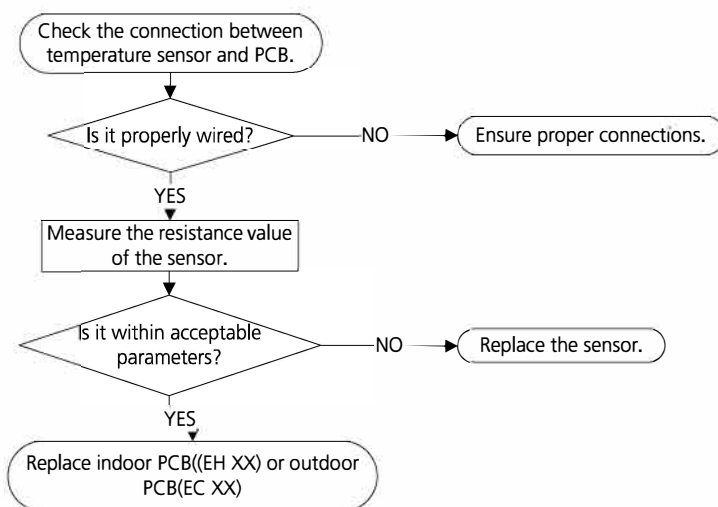 Check the connection between
temperature sensor and PCB.
Is it properly wired?
NO
Ensure proper connections.
YES
Measure the resistance value
of the sensor.
Is it within acceptable
parameters?
NO
Replace the sensor.
YES
Replace indoor PCB((EH XX) or outdoor
PCB(EC XX)